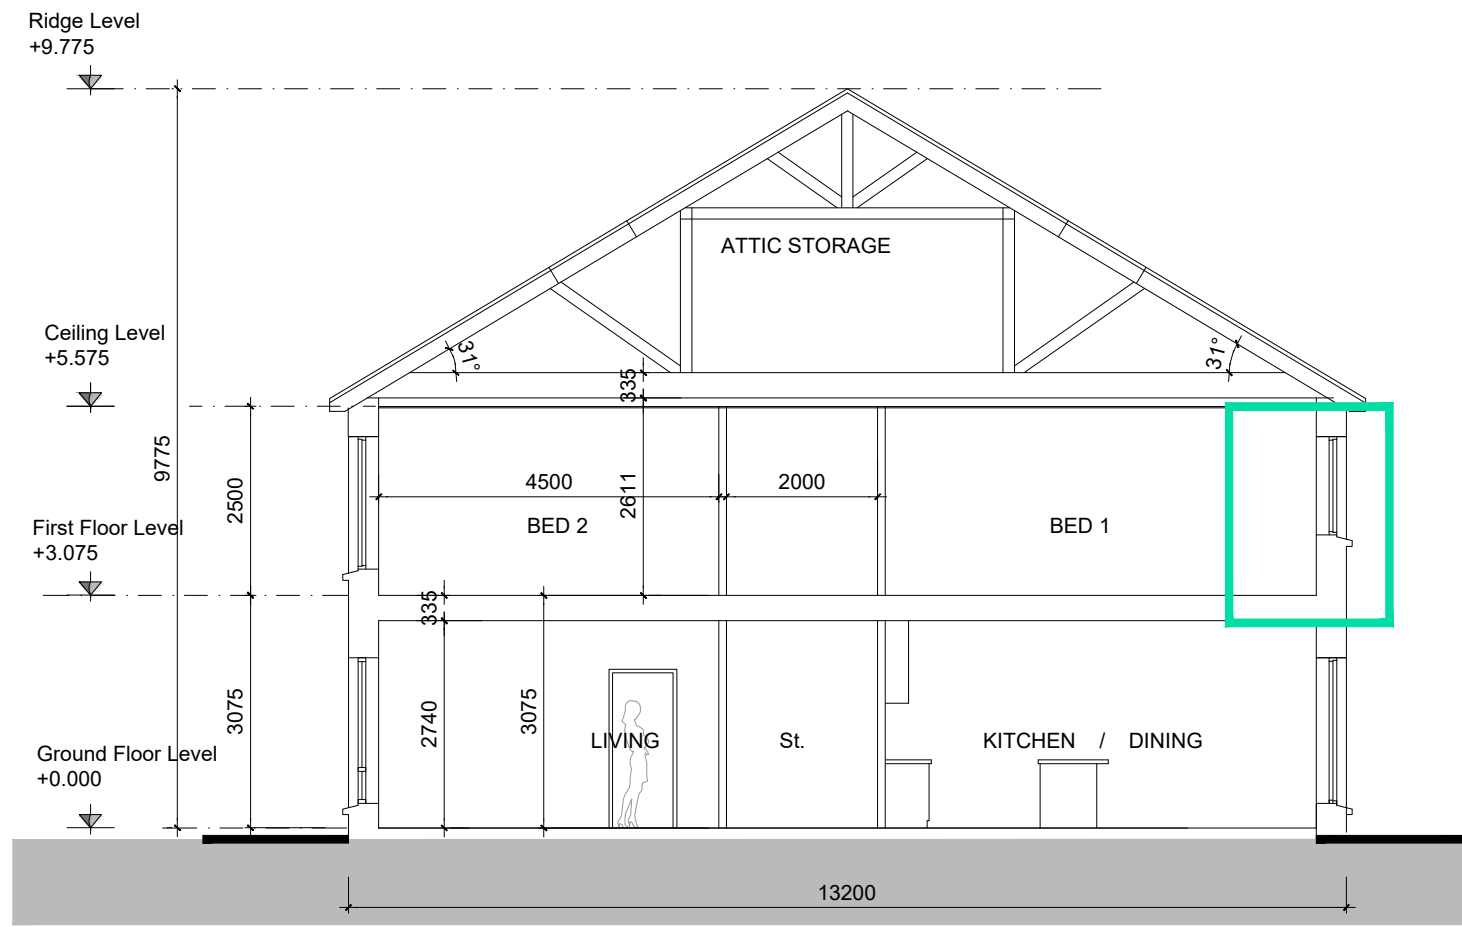 Ridge Level
+9.775
ATTIC STORAGE
Ceiling Level
+5.575
31°
31°
335
9775
2500
4500
2611
2000
BED 2
BED 1
First Floor Level
+3.075
335
3075
2740
3075
LIVING
St.
KITCHEN / DINING
Ground Floor Level
+0.000
13200